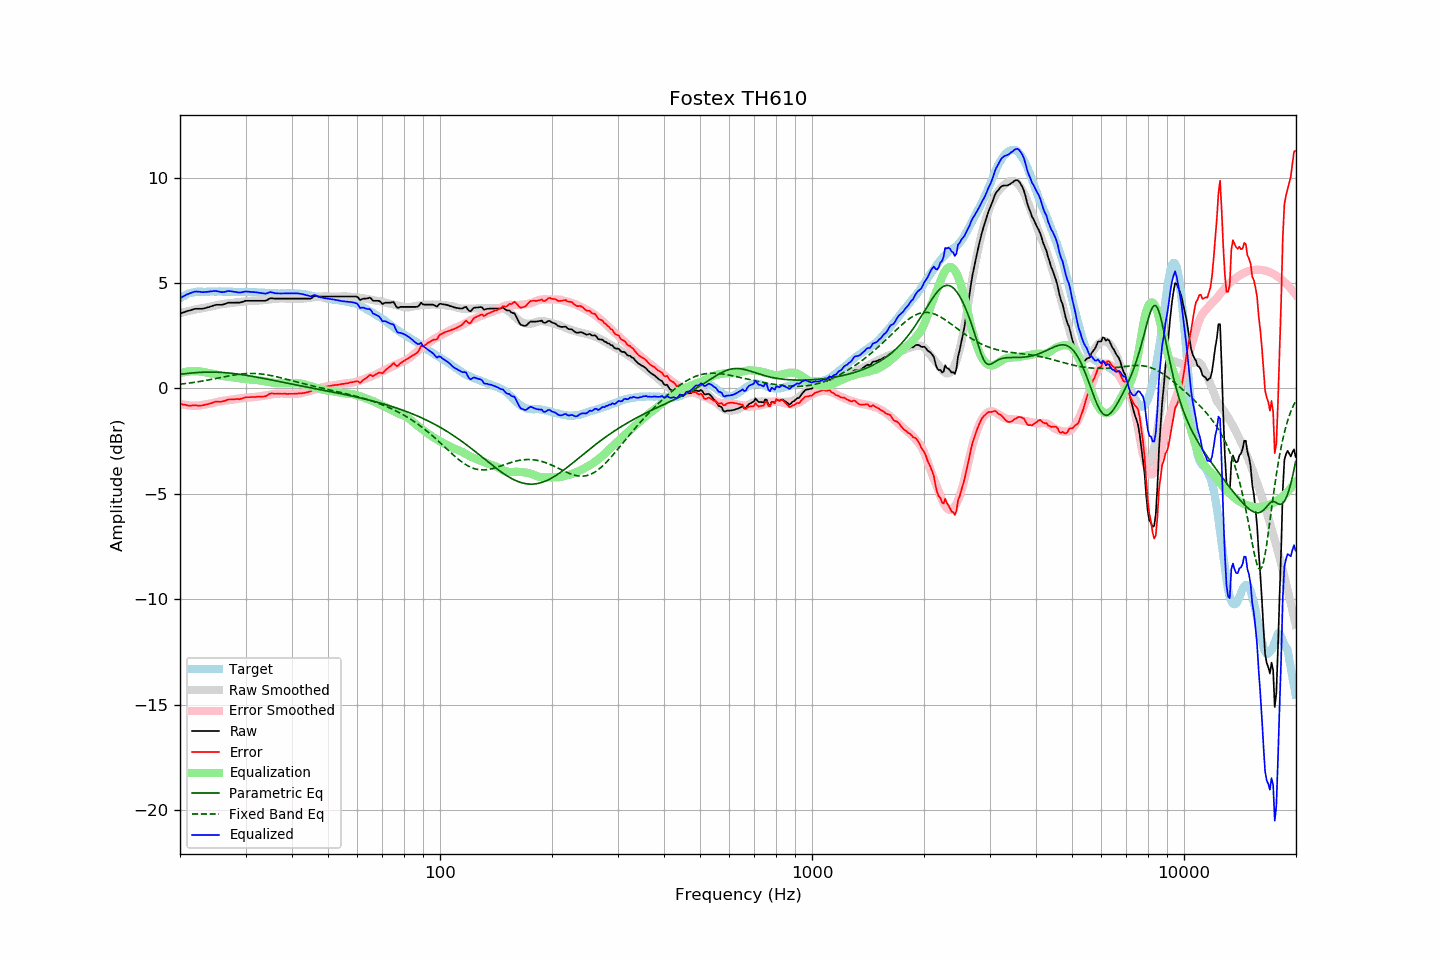 Fostex TH610
Amplitude (dBr)
10
5
0
−5
−10
−15
−20
Target
Raw Smoothed
Error Smoothed
Raw
Error
Equalization
Parametric Eq
Fixed Band Eq
Equalized
100
1000
10000
Frequency (Hz)